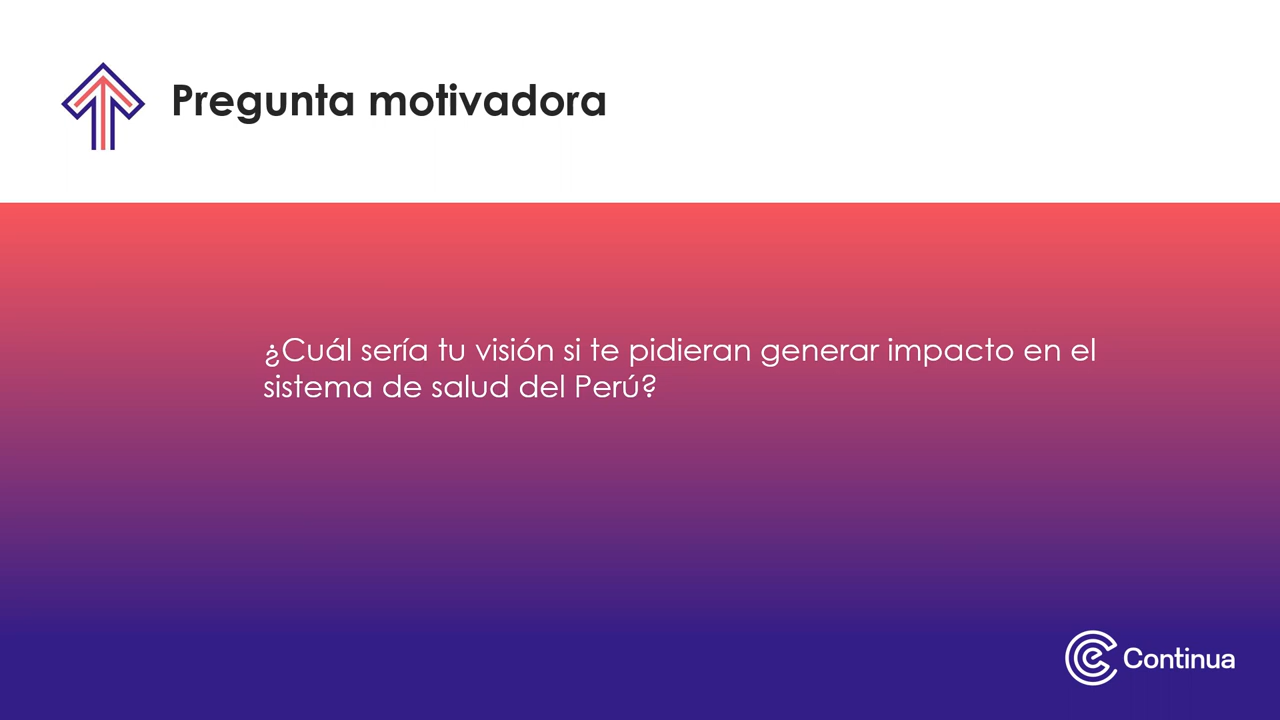 Pregunta motivadora
¿Cuál sería tu visión si te pidieran generar impacto en el
sistema de salud del Perú?
Continua